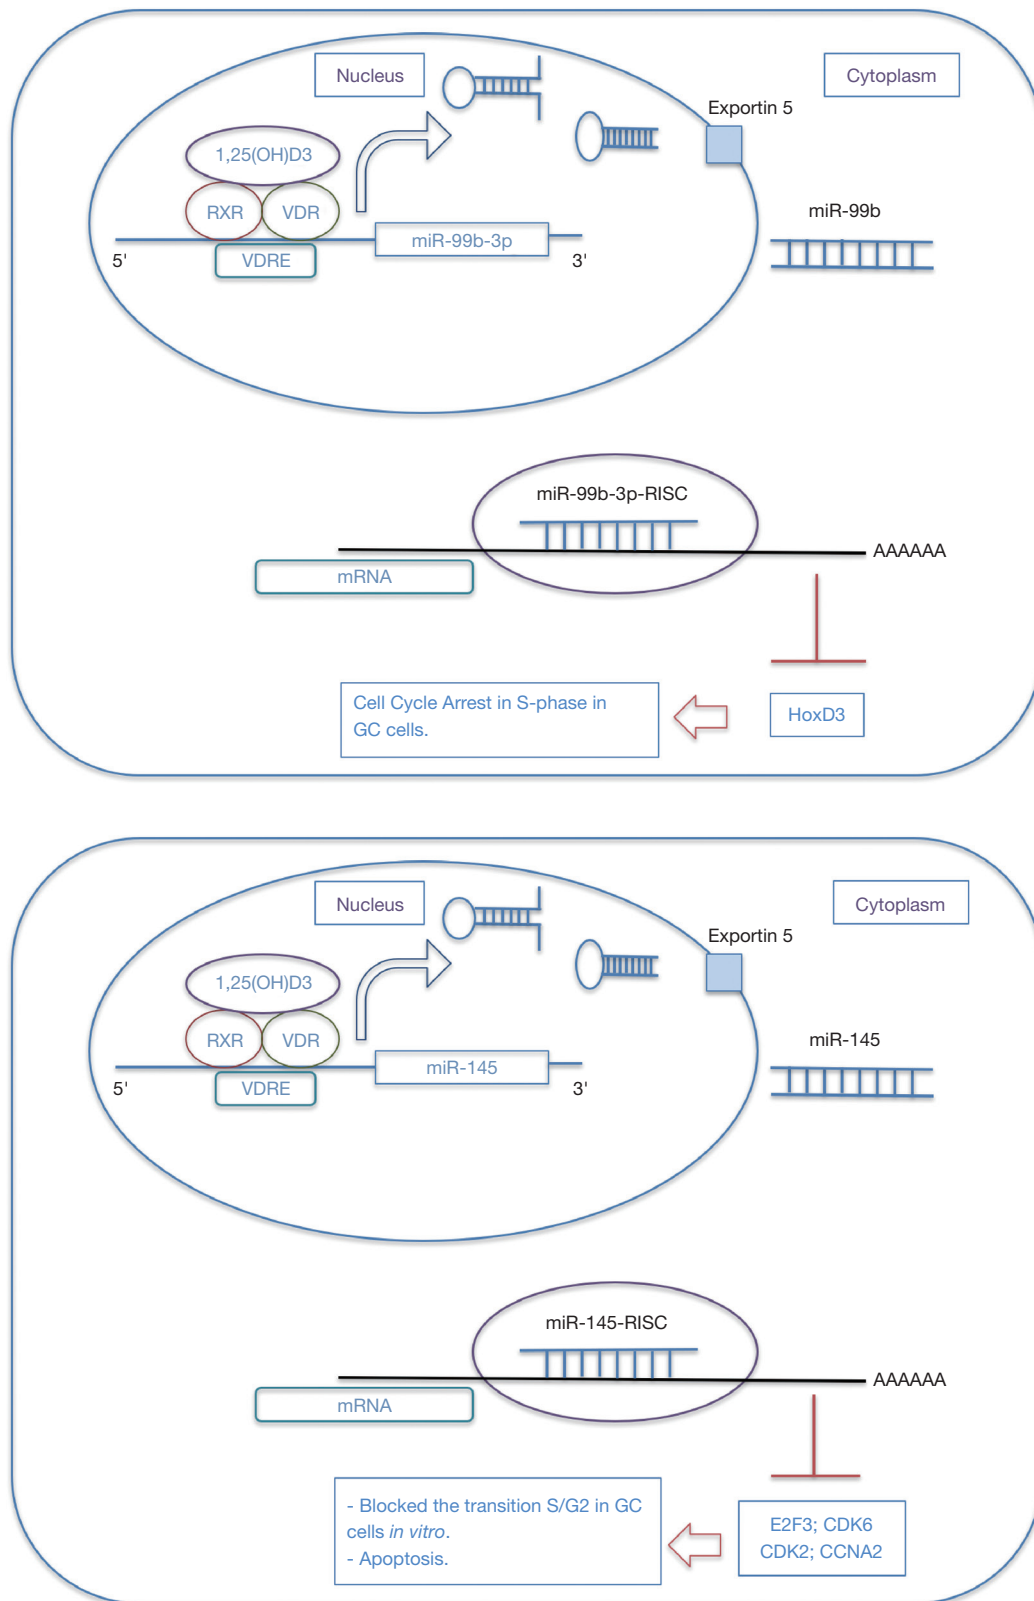 Nucleus
Cytoplasm
Exportin 5
1,25(OH)D3
RXR
VDR
miR-99b
miR-99b-3p
VDRE
5'
3'
miR-99b-3p-RISC
AAAAAA
mRNA
Cell Cycle Arrest in S-phase in
GC cells.
HoxD3
Nucleus
Cytoplasm
Exportin 5
1,25(OH)D3
RXR
VDR
miR-145
miR-145
VDRE
5'
3'
miR-145-RISC
AAAAAA
mRNA
- Blocked the transition S/G2 in GC
cells in vitro.
- Apoptosis.
E2F3; CDK6
CDK2; CCNA2